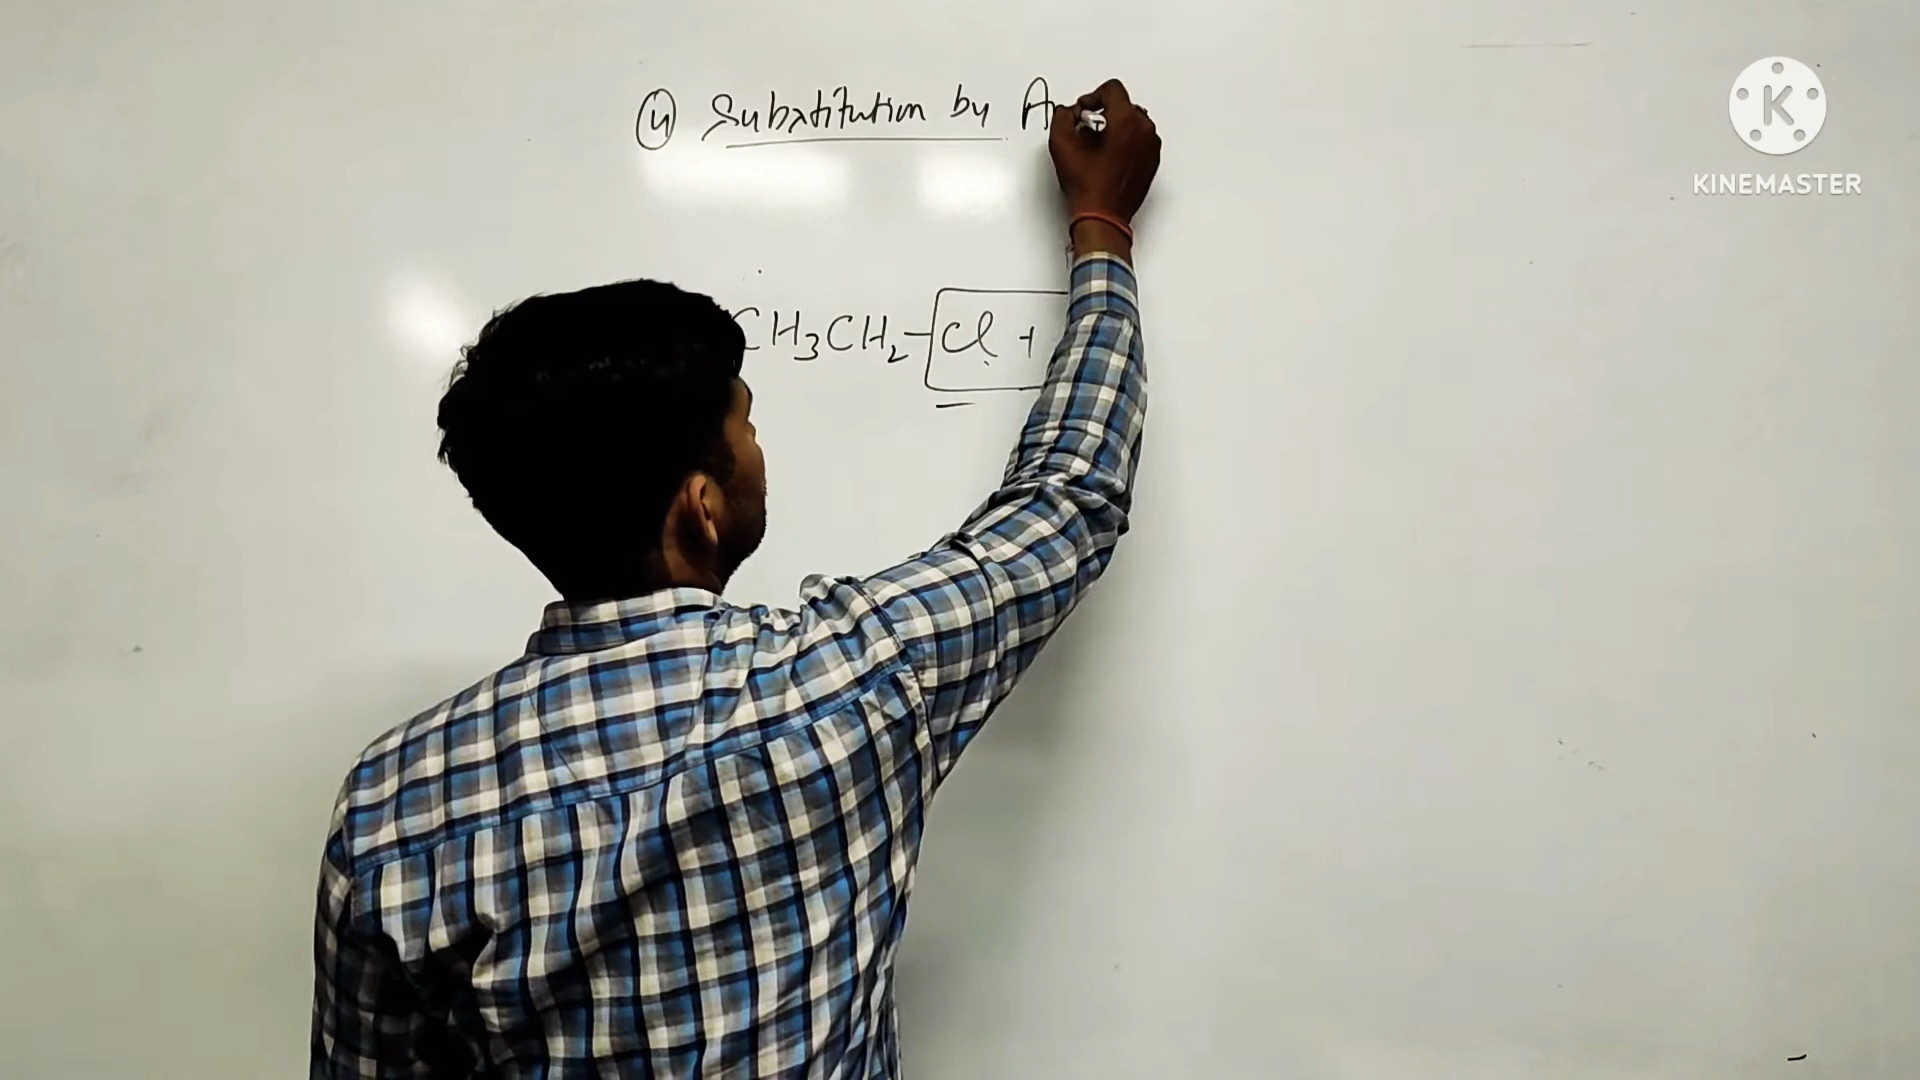 ④ Substitution by
K
KINEMASTER
CH₃CH₂-Cl +